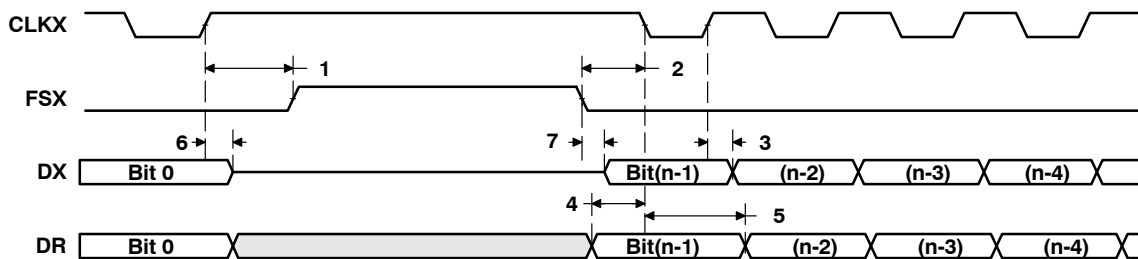 CLKX
1 2
FSX
6 7 3
DX Bit 0 Bit(n-1) (n-2) (n-3) (n-4)
4 5
DR Bit 0 Bit(n-1) (n-2) (n-3) (n-4)